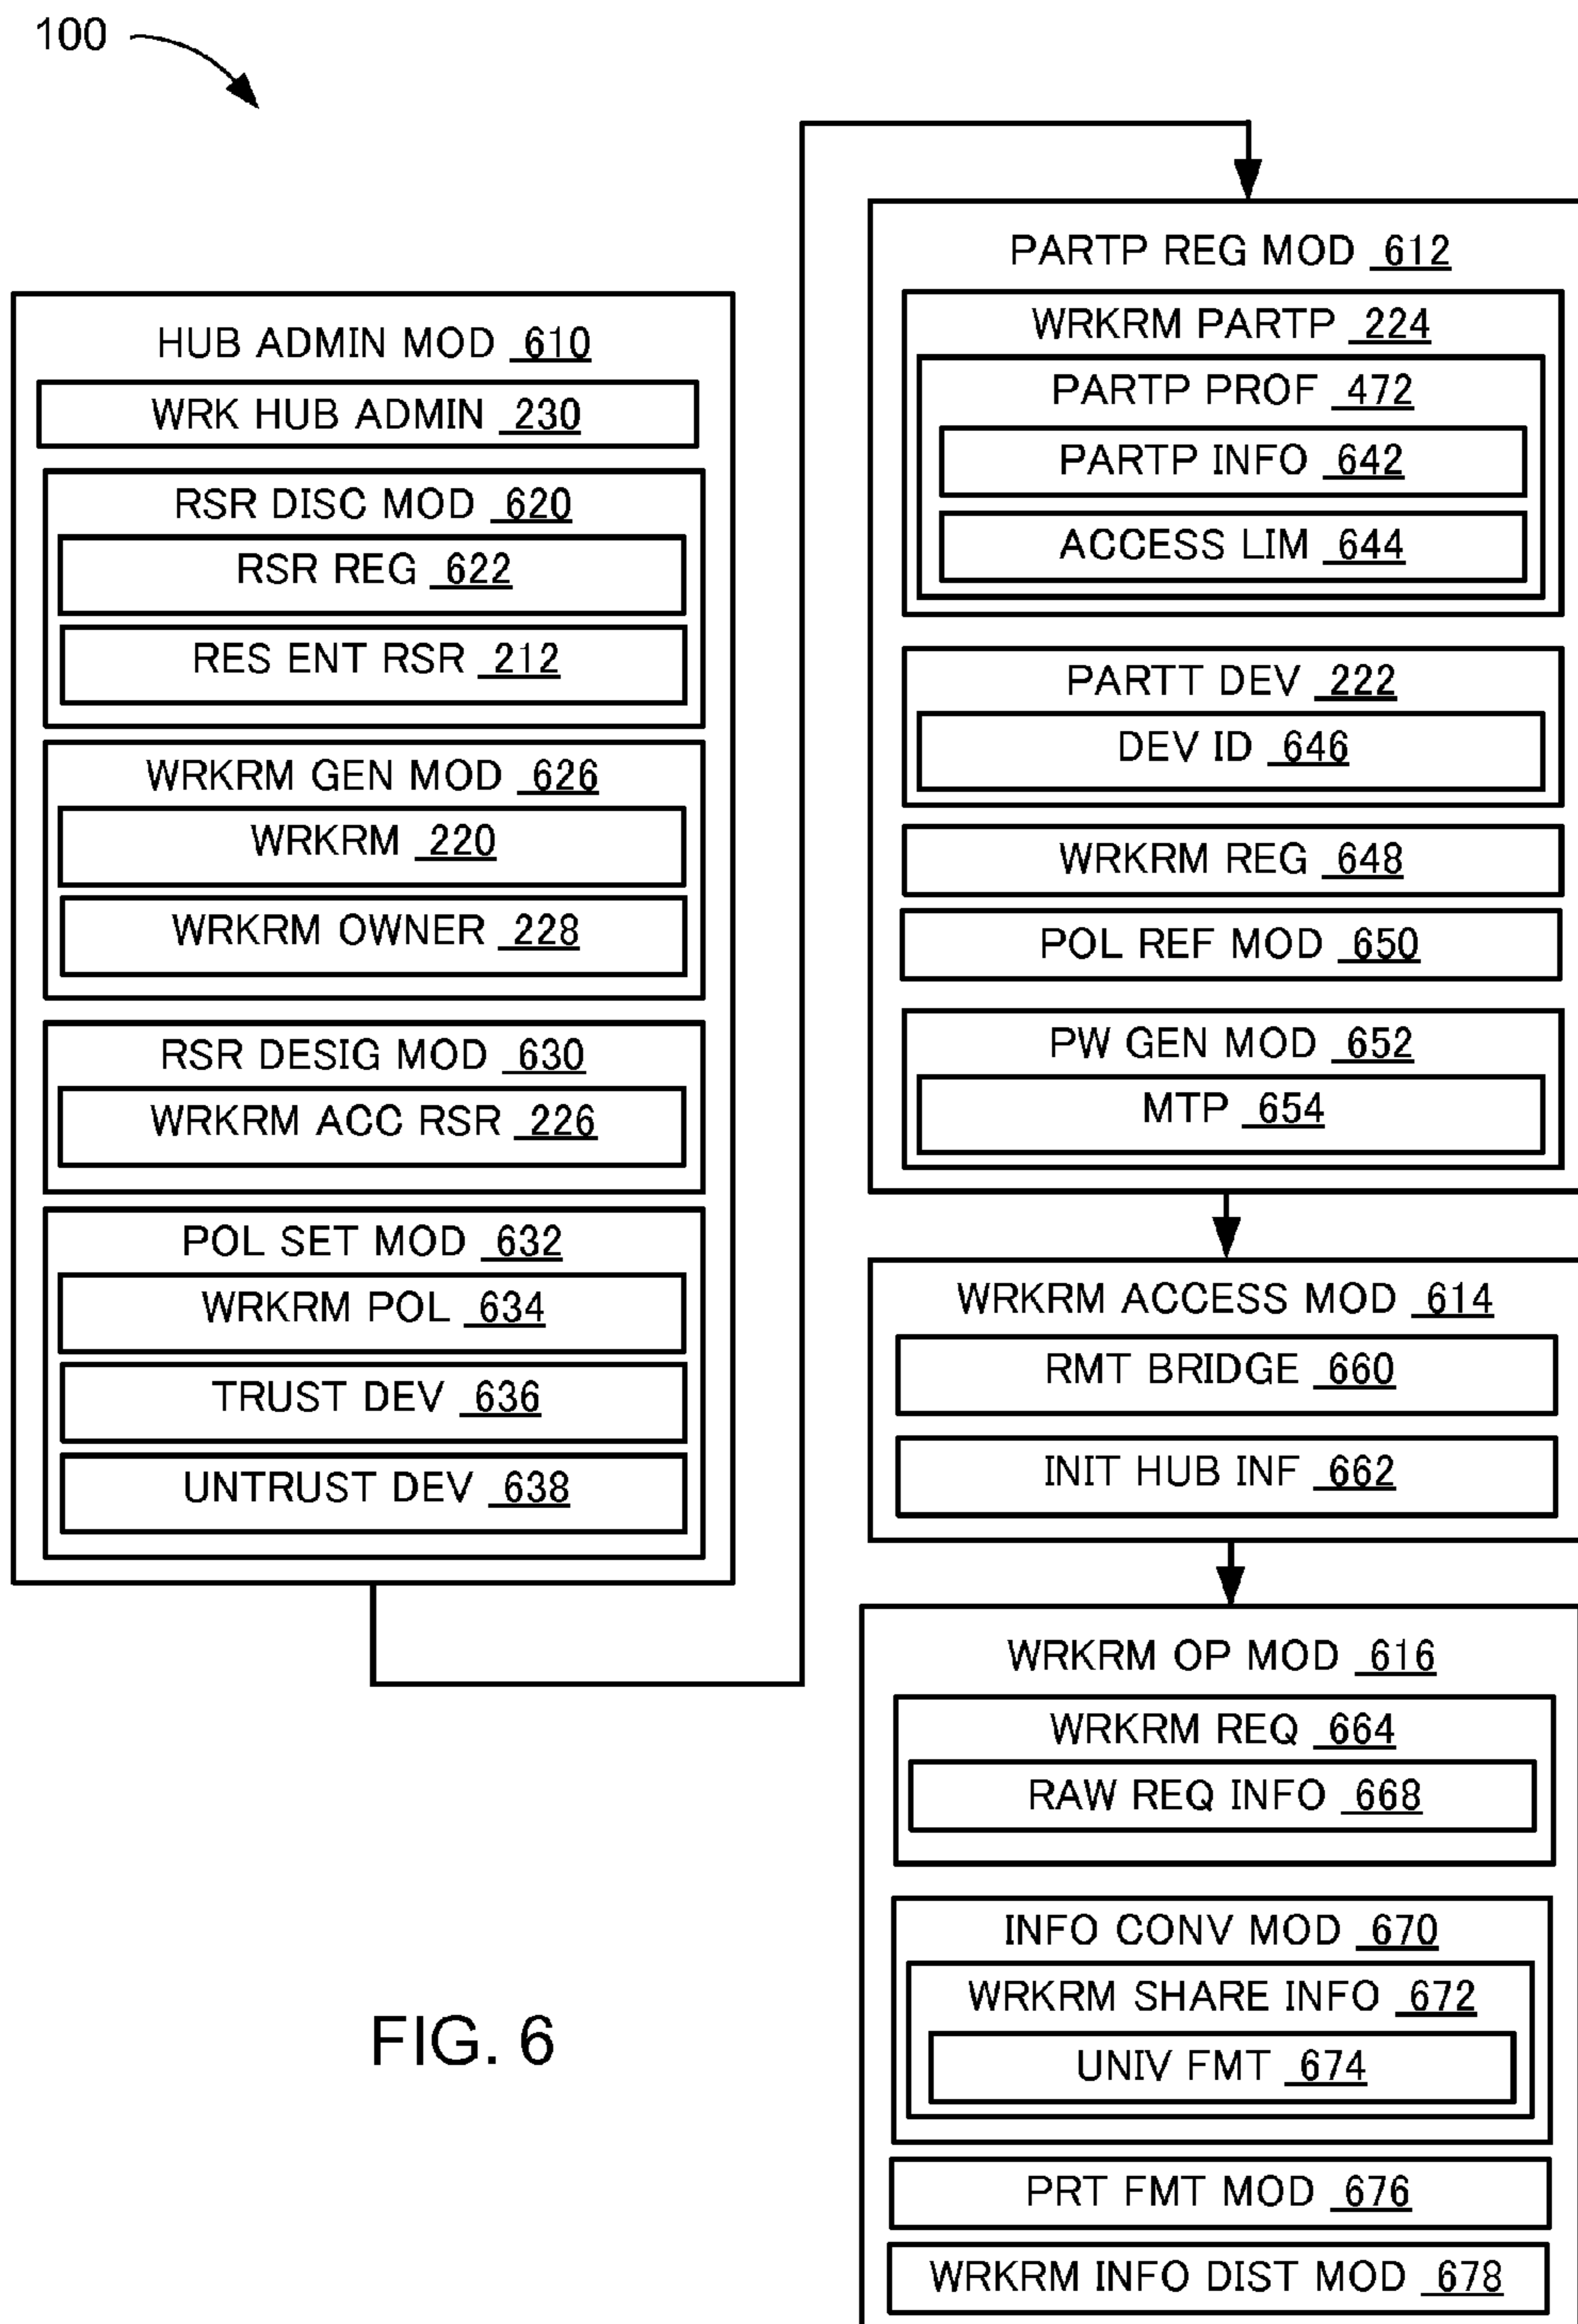 100
HUB ADMIN MOD 610
WRK HUB ADMIN 230
RSR DISC MOD 620
RSR REG 622
RES ENT RSR 212
WRKRM GEN MOD 626
WRKRM 220
WRKRM OWNER 228
RSR DESIG MOD 630
WRKRM ACC RSR 226
POL SET MOD 632
WRKRM POL 634
TRUST DEV 636
UNTRUST DEV 638
PARTP REG MOD 612
WRKRM PARTP 224
PARTP PROF 472
PARTP INFO 642
ACCESS LIM 644
PARTT DEV 222
DEV ID 646
WRKRM REG 648
POL REF MOD 650
PW GEN MOD 652
MTP 654
WRKRM ACCESS MOD 614
RMT BRIDGE 660
INIT HUB INF 662
WRKRM OP MOD 616
WRKRM REQ 664
RAW REQ INFO 668
INFO CONV MOD 670
WRKRM SHARE INFO 672
UNIV FMT 674
PRT FMT MOD 676
WRKRM INFO DIST MOD 678
FIG. 6